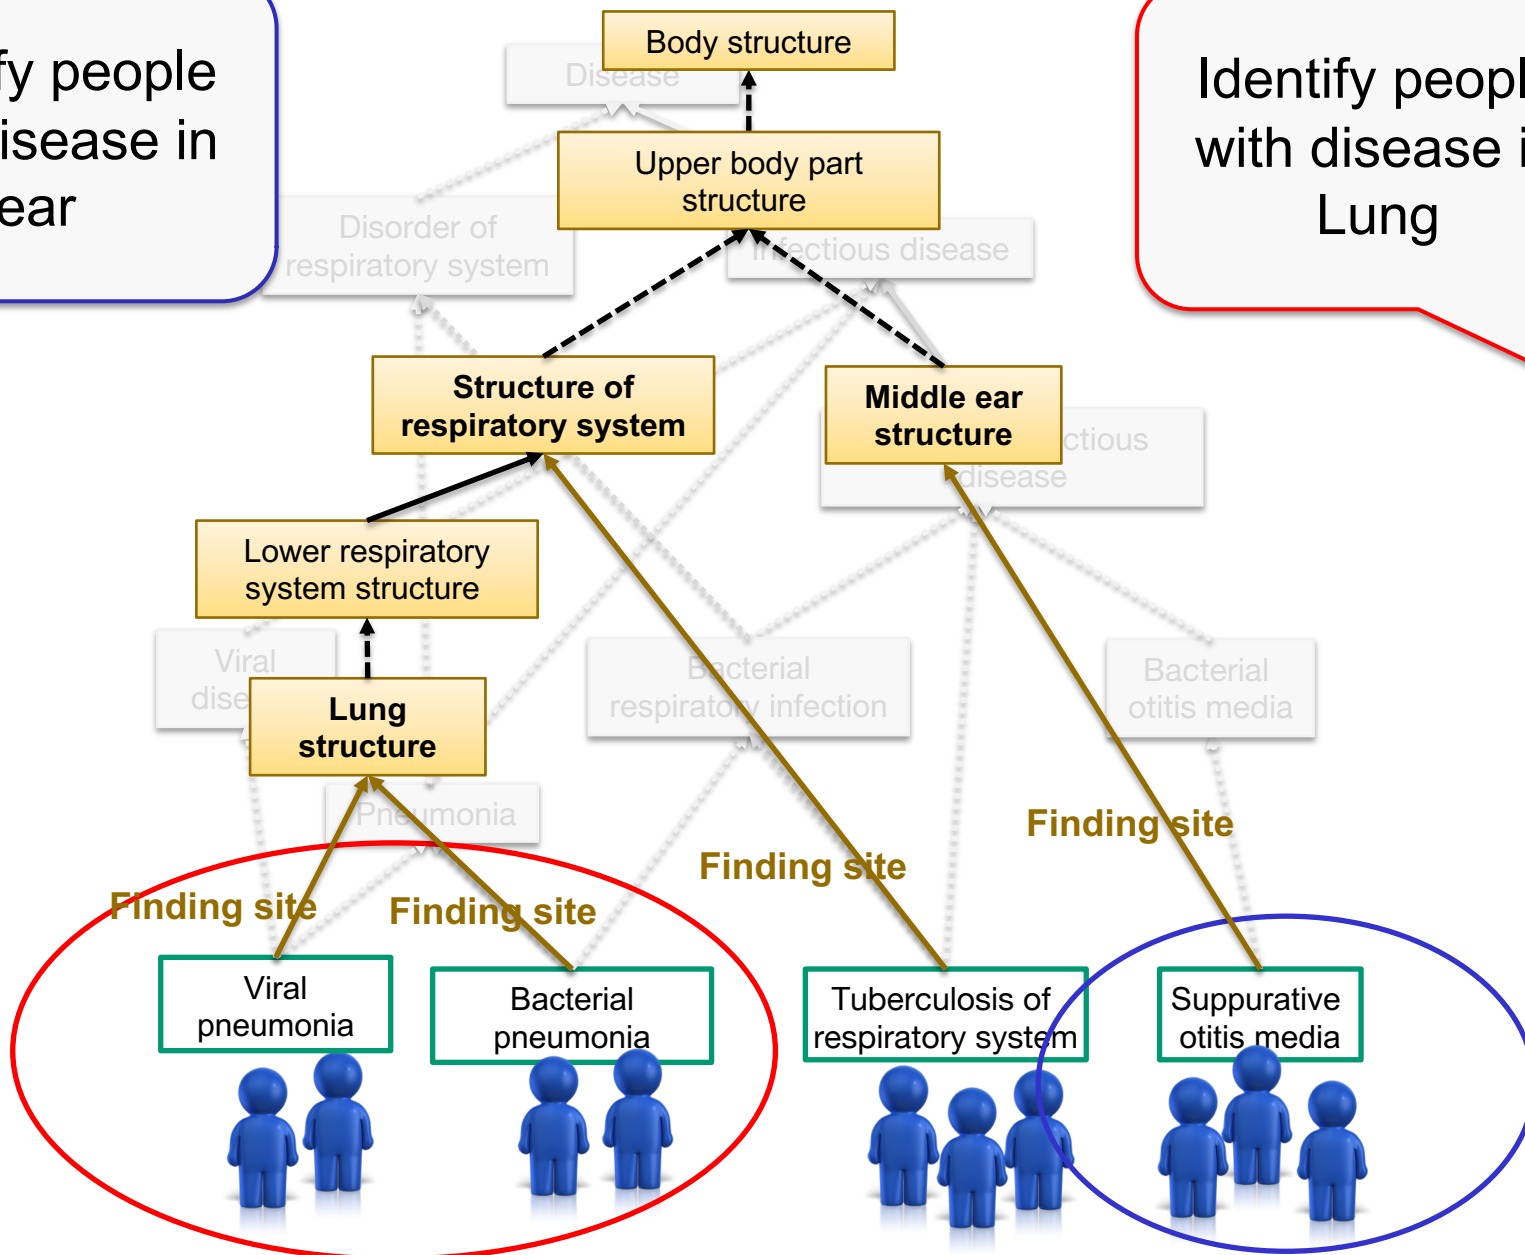 fy people
isease in
ear
Identify peopl
with disease i
Lung
Body structure
Disease
Upper body part
structure
Disorder of
respiratory system
Infectious disease
Structure of
respiratory system
Middle ear
structure
ctious
disease
Lower respiratory
system structure
Viral
dise
Lung
structure
Bacterial
respiratory infection
Bacterial
otitis media
Pneumonia
Finding site
Finding site
Finding site
Finding site
Viral
pneumonia
Bacterial
pneumonia
Tuberculosis of
respiratory system
Suppurative
otitis media